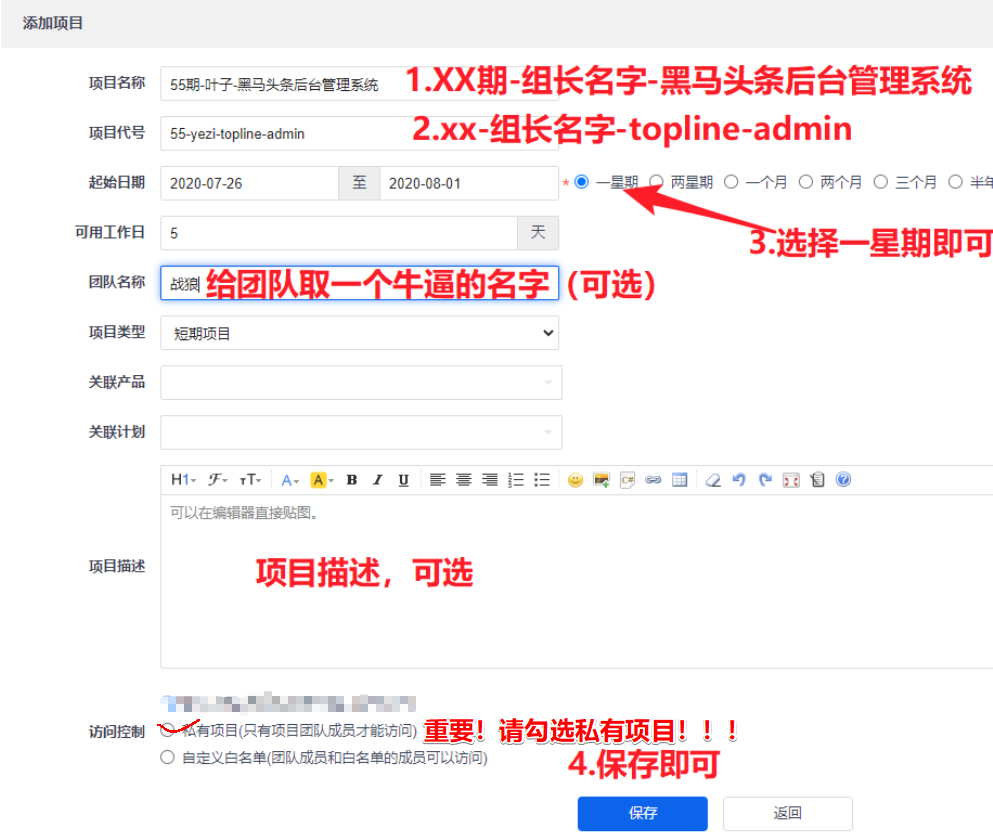 添加项目
项目名称 55期-叶子-黑马头条后台管理系统 1.XX期-组长名字-黑马头条后台管理系统
项目代号 55-yezi-topline-admin 2.xx-组长名字-topline-admin
起始日期 2020-07-26 至 2020-08-01 * 一星期 两星期 一个月 两个月 三个月 半年
3.选择一星期即可
可用工作日 5 天
团队名称 战狼 给团队取一个牛逼的名字（可选）
项目类型 短期项目
关联产品
关联计划
H1 F тT A A B I U C#
可以在编辑器直接贴图。
项目描述 项目描述，可选
访问控制 私有项目(只有项目团队成员才能访问) 重要！请勾选私有项目！！！
自定义白名单(团队成员和白名单的成员可以访问)
4.保存即可
保存 返回